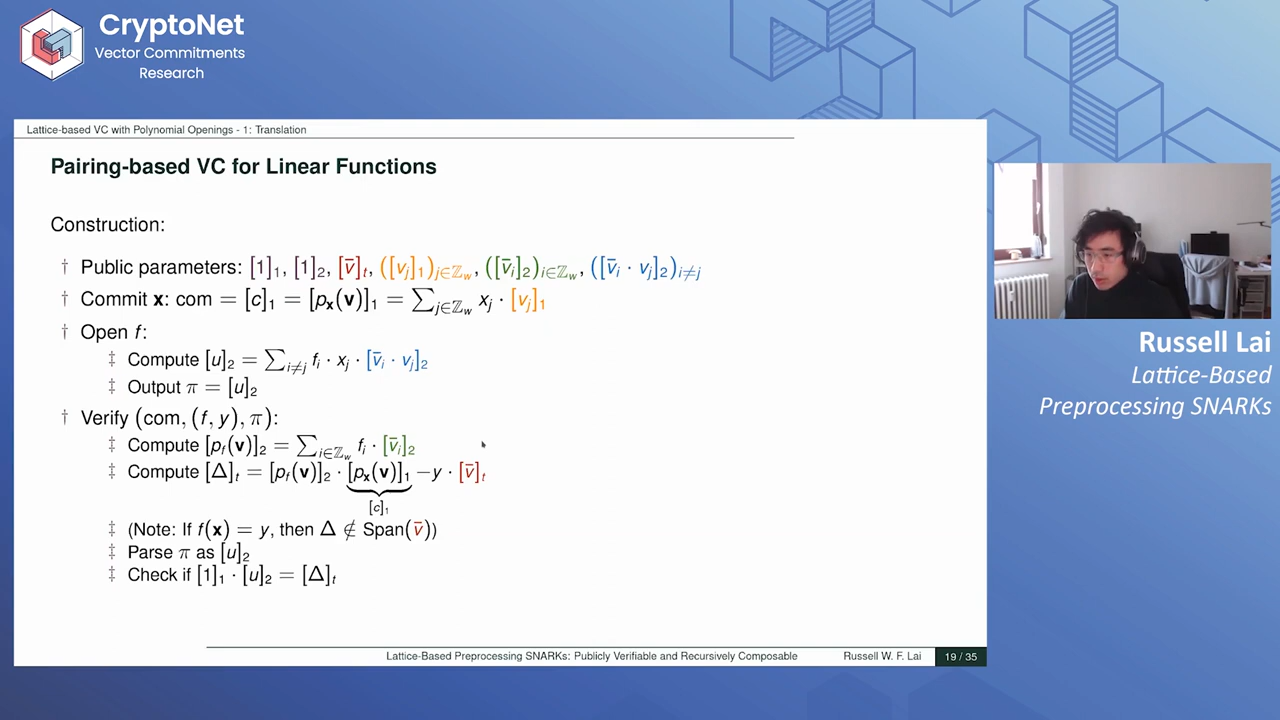 CryptoNet
Vector Commitments
Research
Lattice-based VC with Polynomial Openings - 1: Translation
Pairing-based VC for Linear Functions
Construction:
† Public parameters: [1]₁, [1]₂, [v̄]ₜ, ([vⱼ]₁)_{j∈ℤ_w}, ([v̄ᵢ]₂)_{i∈ℤ_w}, ([v̄ᵢ · vⱼ]₂)_{i≠j}
† Commit x: com = [c]₁ = [pₓ(v)]₁ = ∑_{j∈ℤ_w} xⱼ · [vⱼ]₁
† Open f:
‡ Compute [u]₂ = ∑_{i≠j} fᵢ · xⱼ · [v̄ᵢ · vⱼ]₂
‡ Output π = [u]₂
† Verify (com, (f, y), π):
‡ Compute [p_f(v)]₂ = ∑_{i∈ℤ_w} fᵢ · [v̄ᵢ]₂
‡ Compute [Δ]ₜ = [p_f(v)]₂ · [pₓ(v)]₁ − y · [v̄]ₜ
[c]₁
‡ (Note: If f(x) = y, then Δ ∉ Span(v̄))
‡ Parse π as [u]₂
‡ Check if [1]₁ · [u]₂ = [Δ]ₜ
Lattice-Based Preprocessing SNARKs: Publicly Verifiable and Recursively Composable Russell W. F. Lai 19 / 35
Russell Lai
Lattice-Based
Preprocessing SNARKs